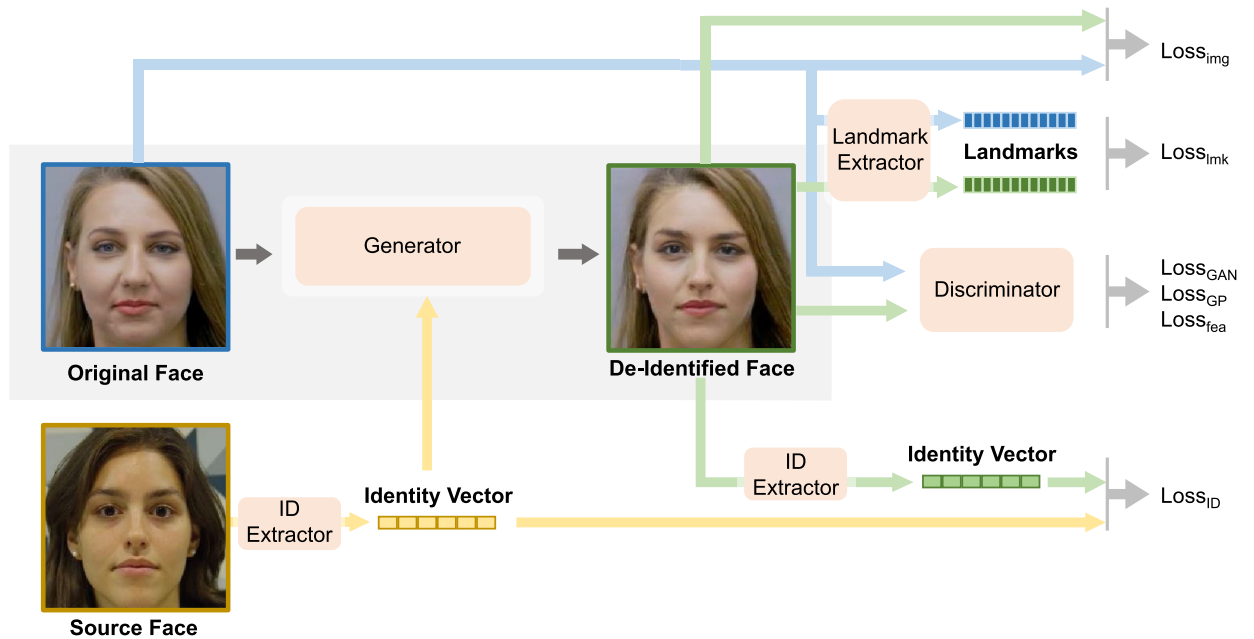 Loss_img
Landmark
Extractor
Landmarks
Loss_lmk
Generator
Discriminator
Loss_GAN
Loss_GP
Loss_fea
Original Face
De-Identified Face
ID
Extractor
Identity Vector
ID
Extractor
Identity Vector
Loss_ID
Source Face